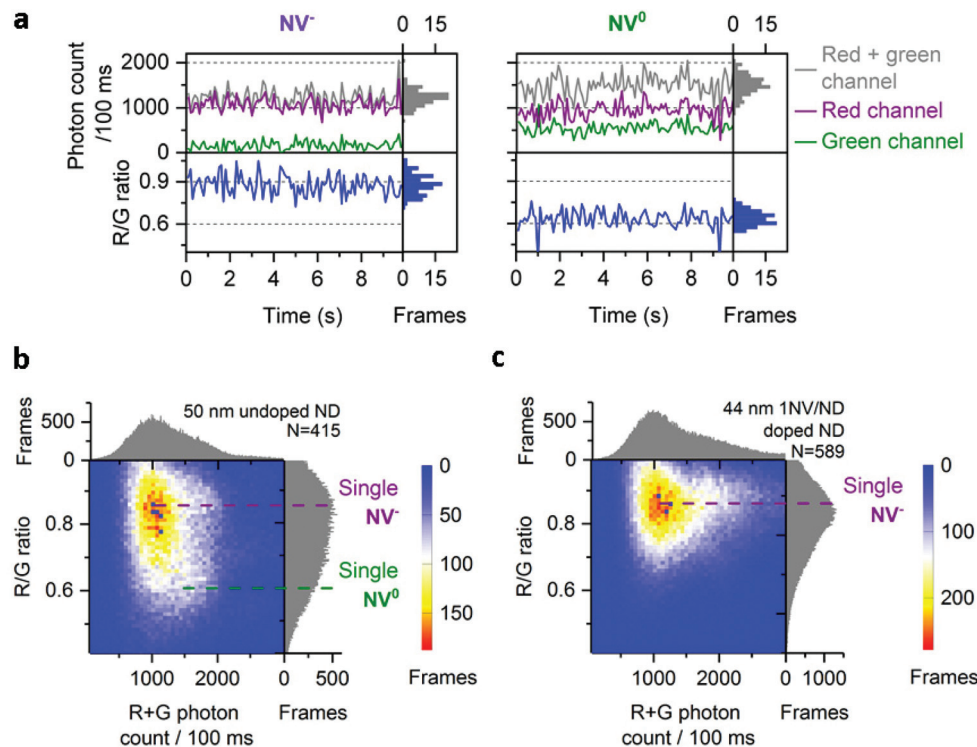 a
NV-
NV0
0 15
0 15
Photon count
/100 ms
2000
1000
0
Red + green
channel
Red channel
Green channel
R/G ratio
0.9
0.6
0 2 4 6 8 0 15
0 2 4 6 8 0 15
Time (s)
Frames
Time (s)
Frames
b
Frames
500
0
50 nm undoped ND
N=415
R/G ratio
0.8
0.6
Single
NV-
Single
NV0
0
50
100
150
1000 2000 0 500
R+G photon
count / 100 ms
Frames
Frames
c
Frames
500
0
44 nm 1NV/ND
doped ND
N=589
R/G ratio
0.8
0.6
Single
NV-
0
100
200
1000 2000 0 1000
R+G photon
count / 100 ms
Frames
Frames